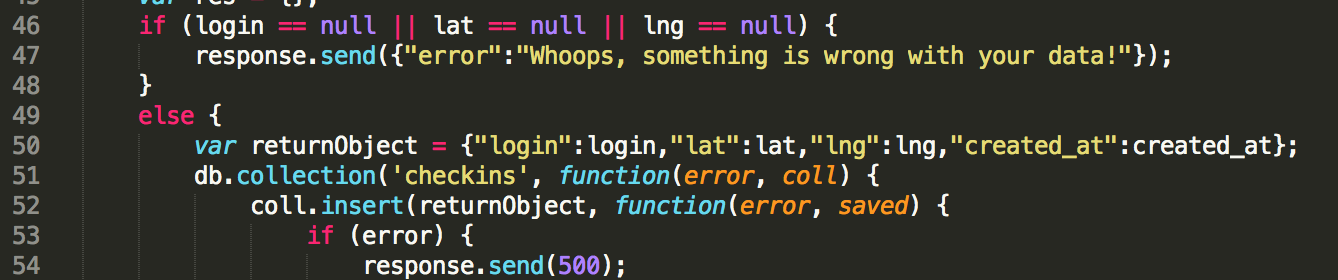 45 var res = {};
46 if (login == null || lat == null || lng == null) {
47 response.send({"error":"Whoops, something is wrong with your data!"});
48 }
49 else {
50 var returnObject = {"login":login,"lat":lat,"lng":lng,"created_at":created_at};
51 db.collection('checkins', function(error, coll) {
52 coll.insert(returnObject, function(error, saved) {
53 if (error) {
54 response.send(500);